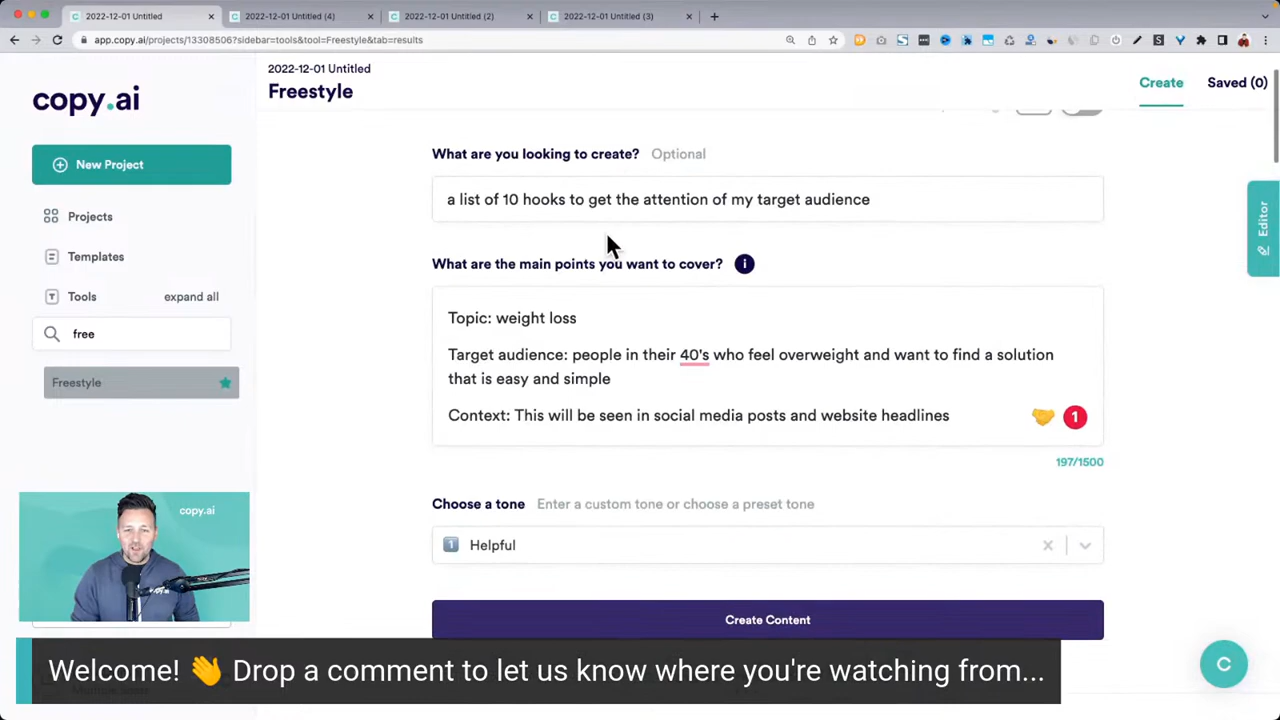 2022-12-01 Untitled
2022-12-01 Untitled (4)
2022-12-01 Untitled (2)
2022-12-01 Untitled (3)
app.copy.ai/projects/13308506?sidebar=tools&tool=Freestyle&tab=results
copy.ai
2022-12-01 Untitled
Freestyle
Create
Saved (0)
New Project
Projects
Templates
Tools
expand all
free
Freestyle
What are you looking to create? Optional
a list of 10 hooks to get the attention of my target audience
What are the main points you want to cover? i
Topic: weight loss
Target audience: people in their 40's who feel overweight and want to find a solution
that is easy and simple
Context: This will be seen in social media posts and website headlines
1
197/1500
Choose a tone Enter a custom tone or choose a preset tone
1 Helpful
Create Content
Editor
copy.ai
Welcome! 👋 Drop a comment to let us know where you're watching from...
C